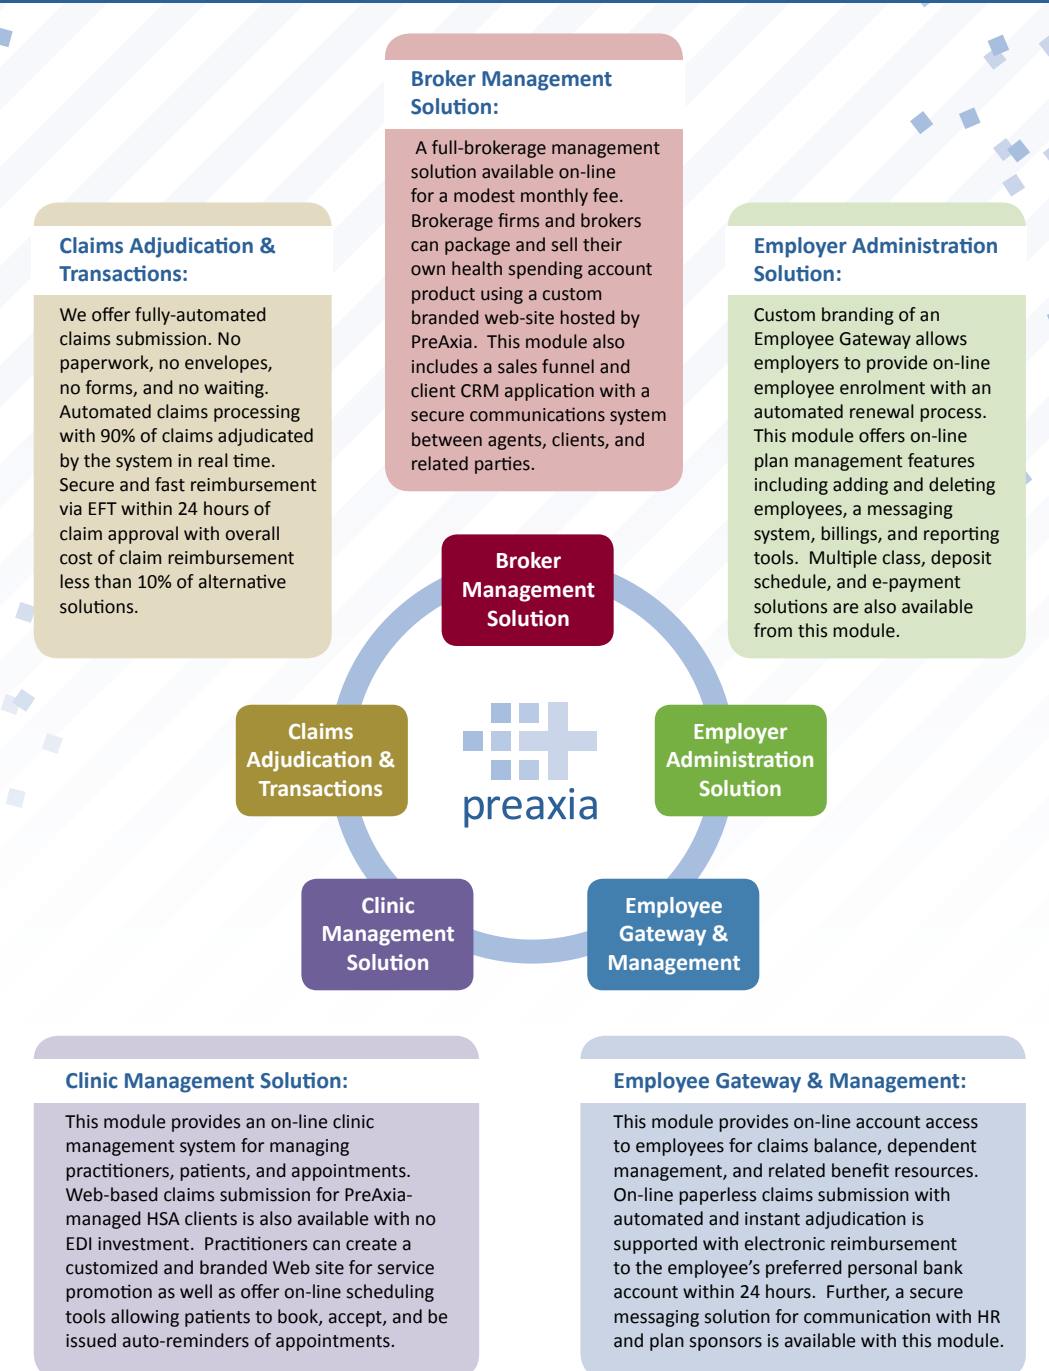 Broker Management
Solution:
A full-brokerage management
solution available on-line
for a modest monthly fee.
Brokerage firms and brokers
can package and sell their
own health spending account
product using a custom
branded web-site hosted by
PreAxia.  This module also
includes a sales funnel and
client CRM application with a
secure communications system
between agents, clients, and
related parties.
Claims Adjudication &
Transactions:
We offer fully-automated
claims submission. No
paperwork, no envelopes,
no forms, and no waiting.
Automated claims processing
with 90% of claims adjudicated
by the system in real time.
Secure and fast reimbursement
via EFT within 24 hours of
claim approval with overall
cost of claim reimbursement
less than 10% of alternative
solutions.
Employer Administration
Solution:
Custom branding of an
Employee Gateway allows
employers to provide on-line
employee enrolment with an
automated renewal process.
This module offers on-line
plan management features
including adding and deleting
employees, a messaging
system, billings, and reporting
tools.  Multiple class, deposit
schedule, and e-payment
solutions are also available
from this module.
Broker
Management
Solution
Claims
Adjudication &
Transactions
preaxia
Employer
Administration
Solution
Clinic
Management
Solution
Employee
Gateway &
Management
Clinic Management Solution:
This module provides an on-line clinic
management system for managing
practitioners, patients, and appointments.
Web-based claims submission for PreAxia-
managed HSA clients is also available with no
EDI investment.  Practitioners can create a
customized and branded Web site for service
promotion as well as offer on-line scheduling
tools allowing patients to book, accept, and be
issued auto-reminders of appointments.
Employee Gateway & Management:
This module provides on-line account access
to employees for claims balance, dependent
management, and related benefit resources.
On-line paperless claims submission with
automated and instant adjudication is
supported with electronic reimbursement
to the employee's preferred personal bank
account within 24 hours.  Further, a secure
messaging solution for communication with HR
and plan sponsors is available with this module.